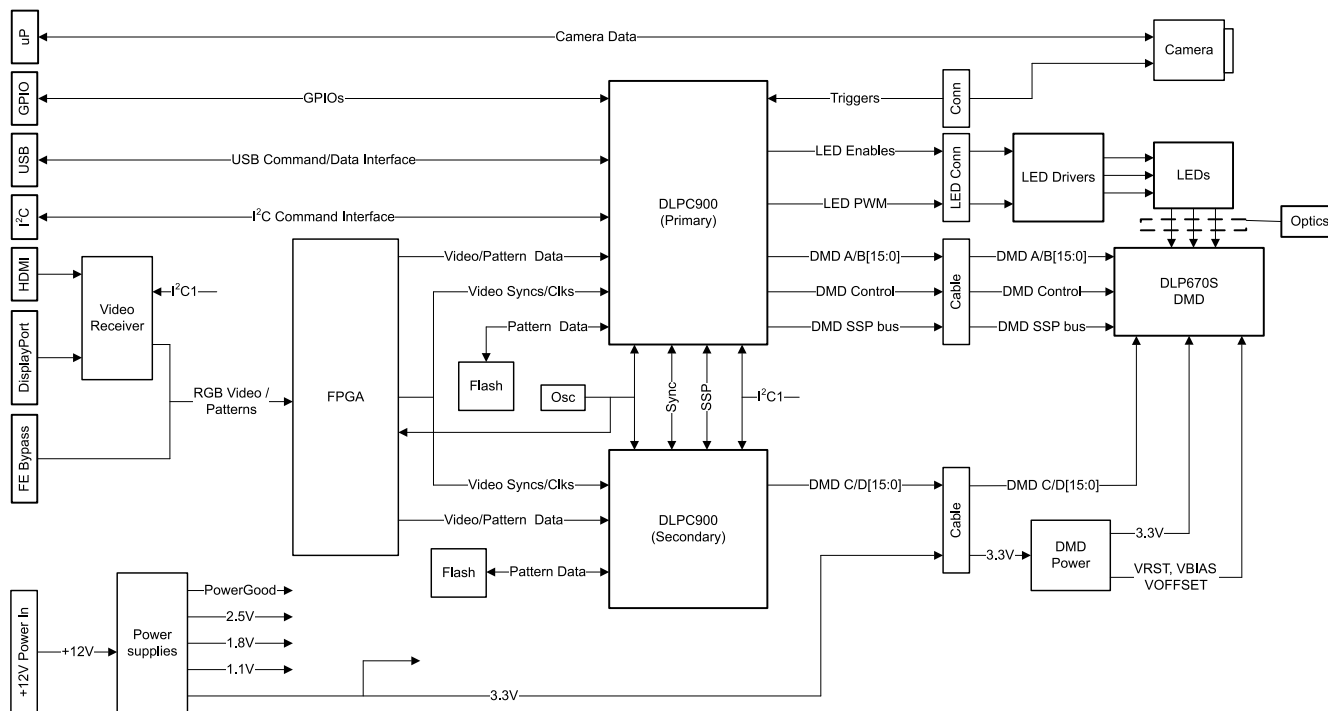 uP
Camera Data
Camera
GPIO
GPIOs
Triggers
Conn
USB
USB Command/Data Interface
LED Enables
LED Conn
LED Drivers
LEDs
I²C
I²C Command Interface
LED PWM
DLPC900
(Primary)
Optics
HDMI
Video
Receiver
I²C1
Video/Pattern Data
DMD A/B[15:0]
Cable
DMD A/B[15:0]
Video Syncs/Clks
DMD Control
DMD Control
DLP670S
DMD
DisplayPort
Pattern Data
DMD SSP bus
DMD SSP bus
Flash
FPGA
RGB Video /
Patterns
Osc
Sync
SSP
I²C1
FE Bypass
Video Syncs/Clks
DMD C/D[15:0]
Cable
DMD C/D[15:0]
Video/Pattern Data
DLPC900
(Secondary)
Flash
Pattern Data
3.3V
DMD
Power
3.3V
VRST, VBIAS
VOFFSET
+12V Power In
+12V
Power
supplies
PowerGood
2.5V
1.8V
1.1V
3.3V